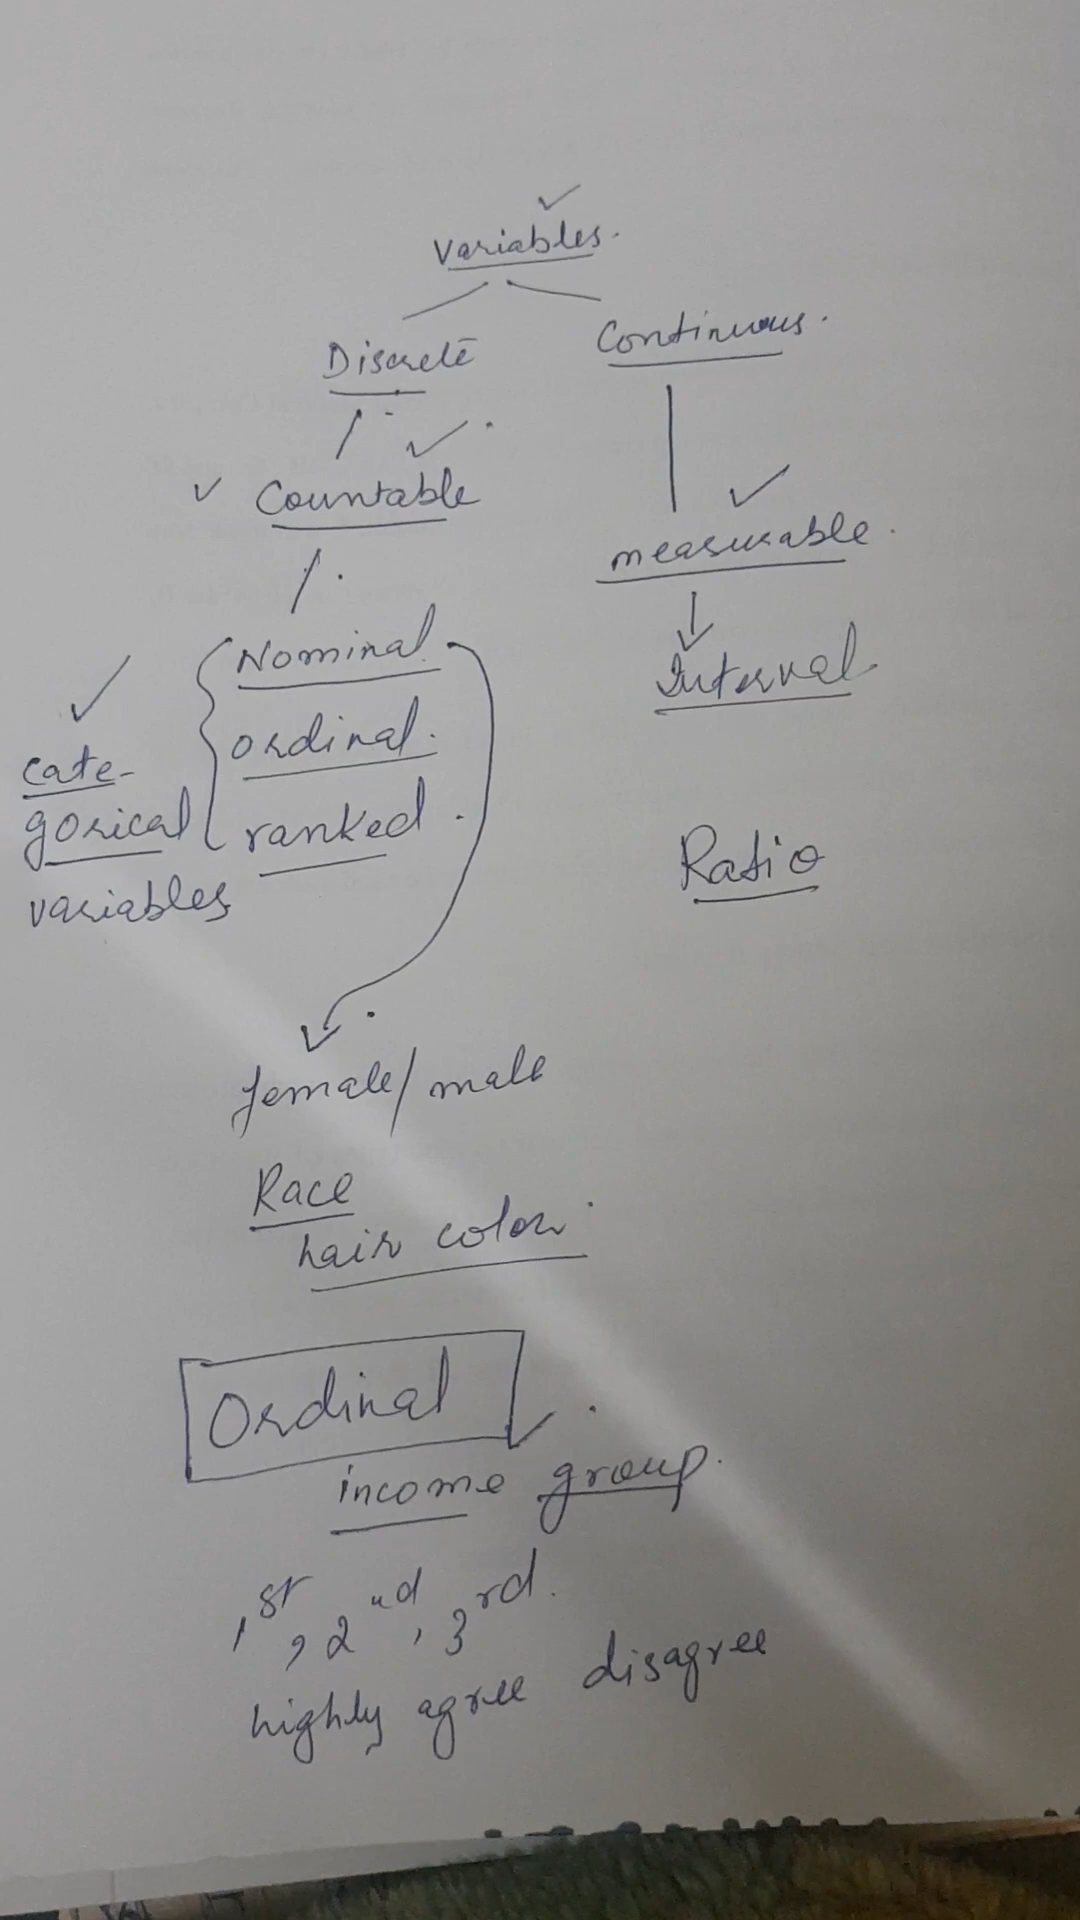 Variables.
Discrete
Continuous.
Countable
measurable.
Nominal.
ordinal.
ranked.
cate-
gorical
variables
Interval
Ratio
female/male
Race
hair color.
Ordinal
income group.
1st, 2nd, 3rd.
highly agree disagree